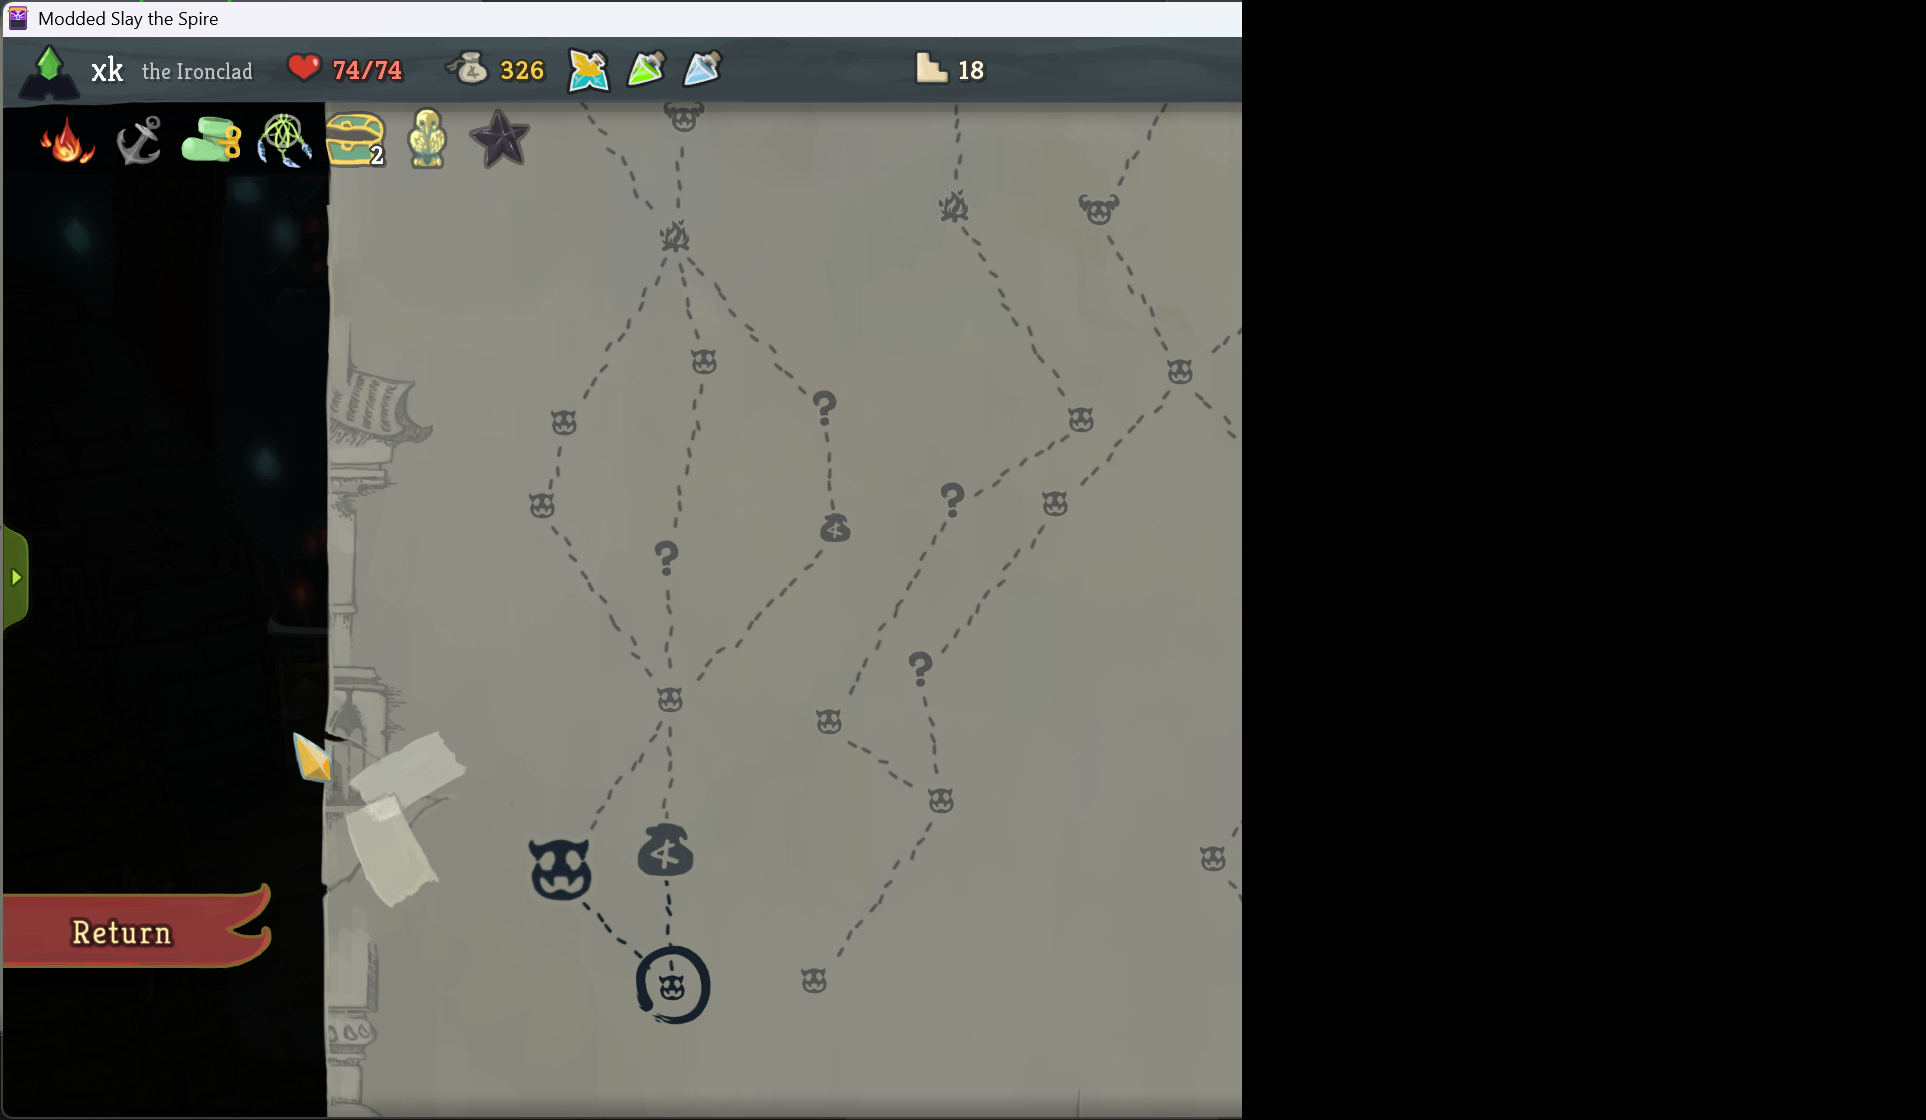 Modded Slay the Spire
xk the Ironclad 74/74 326 18
2
Return